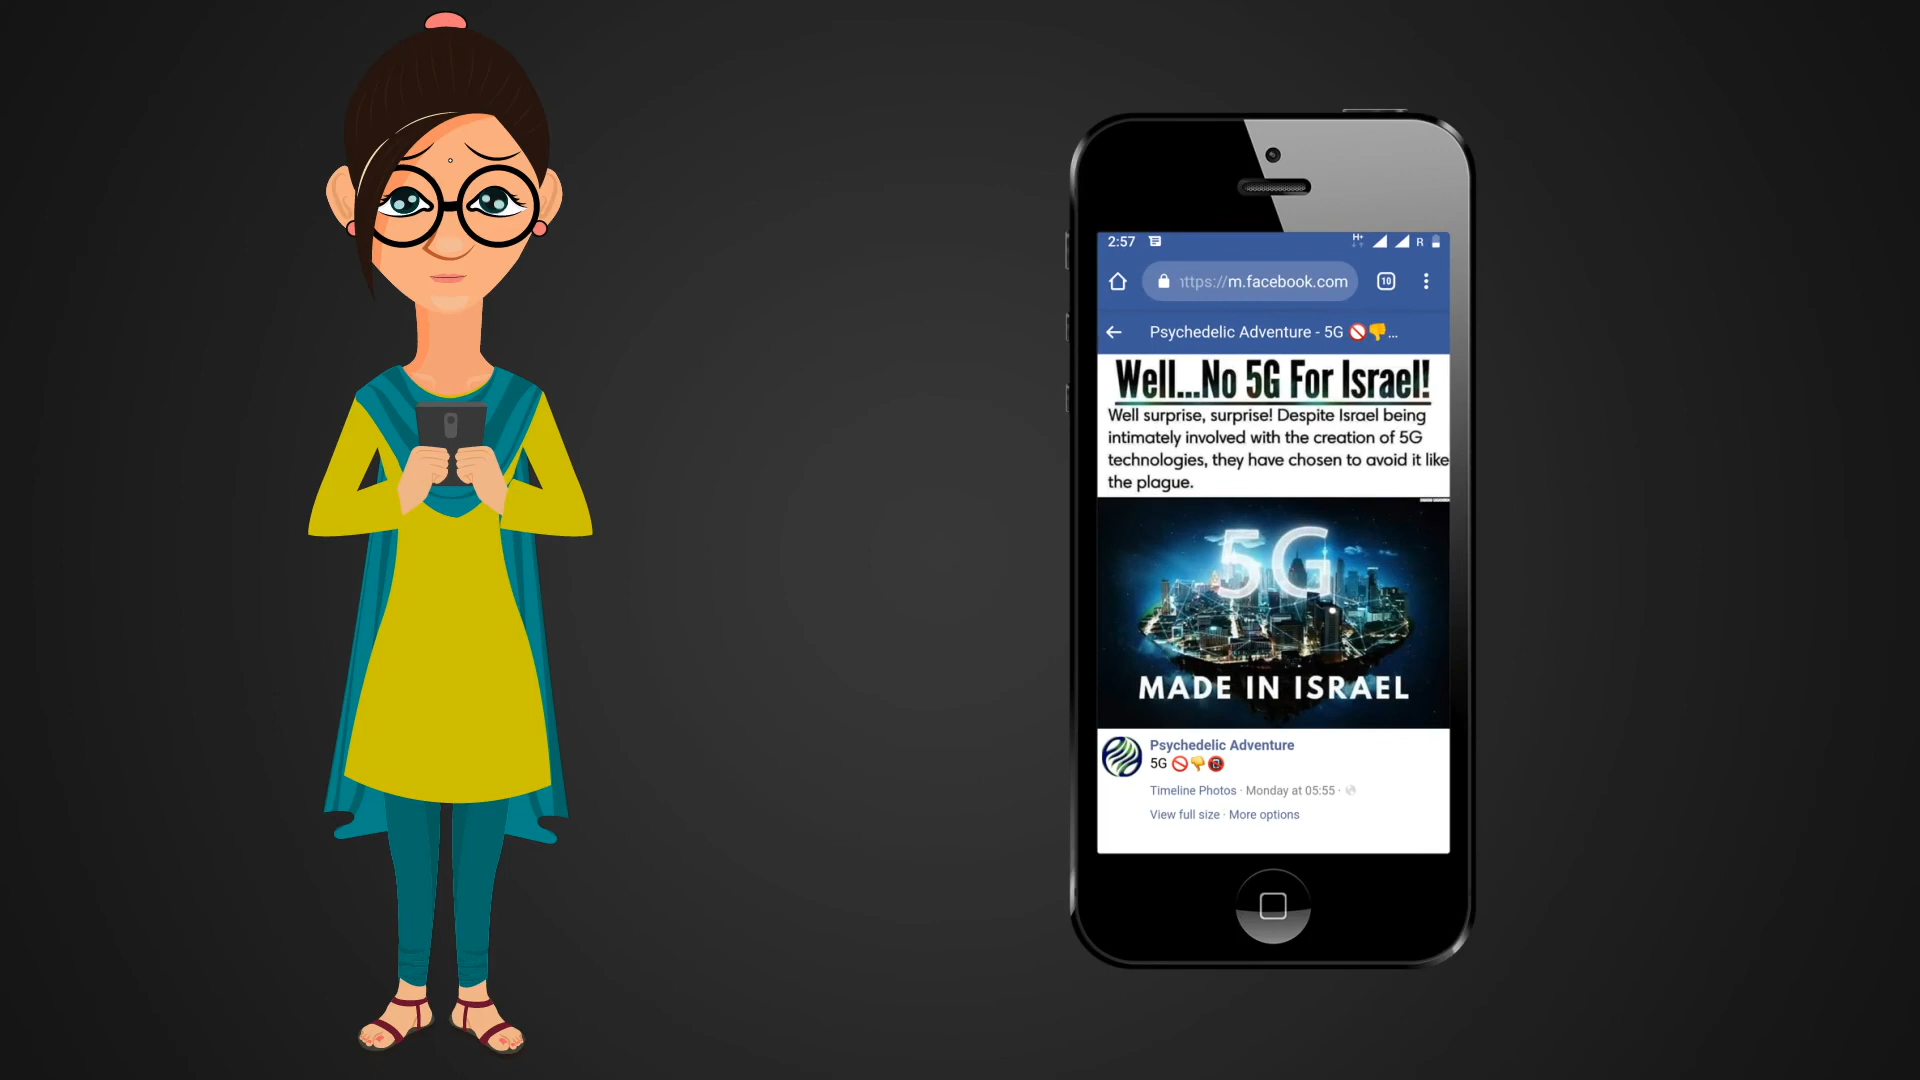 2:57
H+
R
ttps://m.facebook.com
10
Psychedelic Adventure - 5G 🚫👎...
Well...No 5G For Israel!
Well surprise, surprise! Despite Israel being
intimately involved with the creation of 5G
technologies, they have chosen to avoid it like
the plague.
5G
MADE IN ISRAEL
Psychedelic Adventure
5G 🚫👎📵
Timeline Photos · Monday at 05:55 ·
View full size · More options